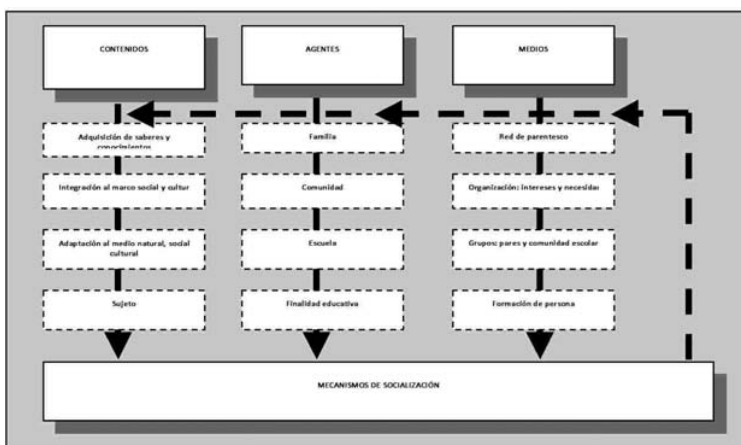 CONTENIDOS
AGENTES
MEDIOS
Adquisición de saberes y
conocimientos
Familia
Red de parentesco
Integración al marco social y cultur
Comunidad
Organización: intereses y necesidad
Adaptación al medio natural, social
cultural
Escuela
Grupos: pares y comunidad escolar
Sujeto
Finalidad educativa
Formación de persona
MECANISMOS DE SOCIALIZACIÓN